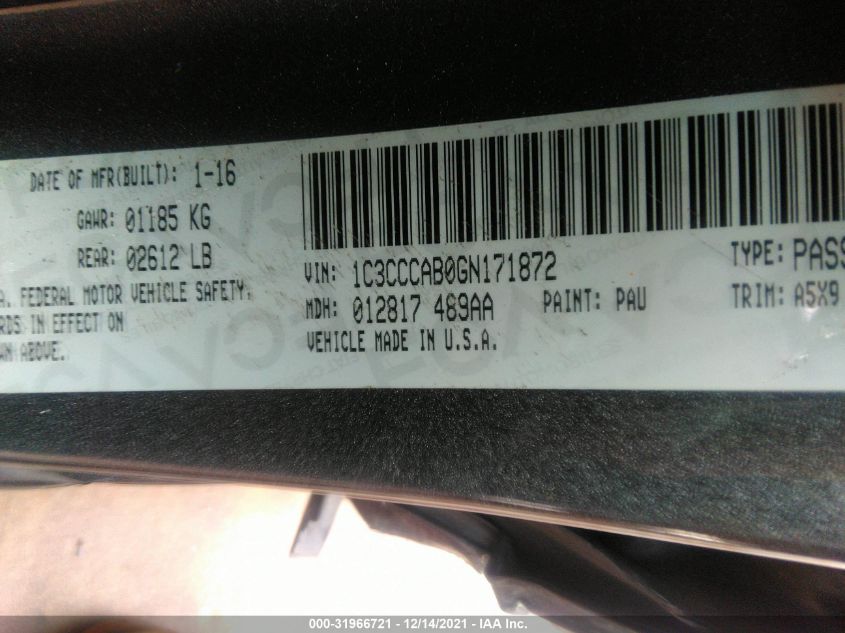 DATE OF MFR(BUILT): 1-16
GAWR: 01185 KG
REAR: 02612 LB
A. FEDERAL MOTOR VEHICLE SAFETY
RDS IN EFFECT ON
WN ABOVE.
VIN: 1C3CCCAB0GN171872
TYPE: PASS
MDH: 012817 489AA
PAINT: PAU
TRIM: A5X9
VEHICLE MADE IN U.S.A.
000-31966721 - 12/14/2021 - IAA Inc.